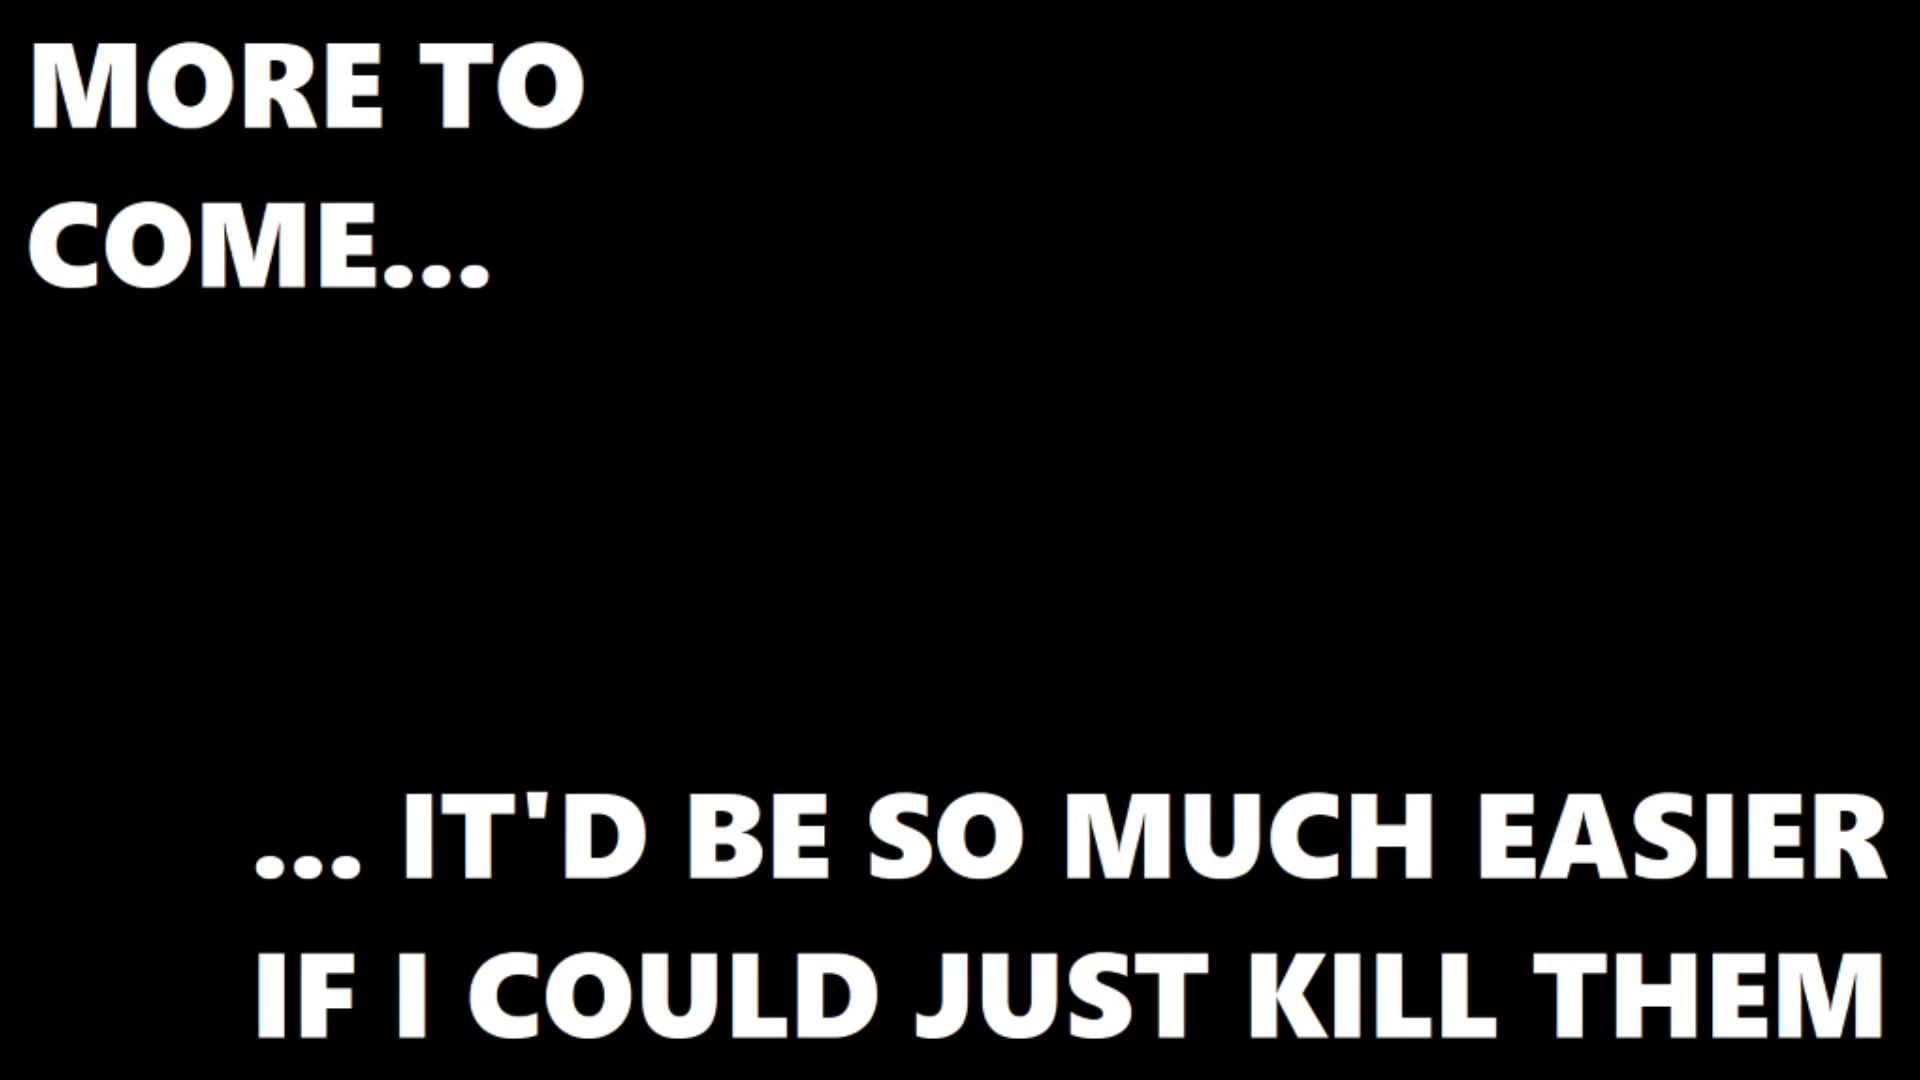 MORE TO
COME...
... IT'D BE SO MUCH EASIER
IF I COULD JUST KILL THEM